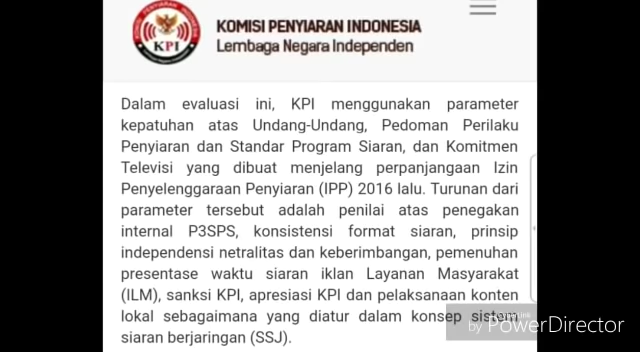 KPI
KOMISI PENYIARAN INDONESIA
Lembaga Negara Independen
Dalam evaluasi ini, KPI menggunakan parameter
kepatuhan atas Undang-Undang, Pedoman Perilaku
Penyiaran dan Standar Program Siaran, dan Komitmen
Televisi yang dibuat menjelang perpanjangaan Izin
Penyelenggaraan Penyiaran (IPP) 2016 lalu. Turunan dari
parameter tersebut adalah penilai atas penegakan
internal P3SPS, konsistensi format siaran, prinsip
independensi netralitas dan keberimbangan, pemenuhan
presentase waktu siaran iklan Layanan Masyarakat
(ILM), sanksi KPI, apresiasi KPI dan pelaksanaan konten
lokal sebagaimana yang diatur dalam konsep sistem
siaran berjaringan (SSJ).
by PowerDirector